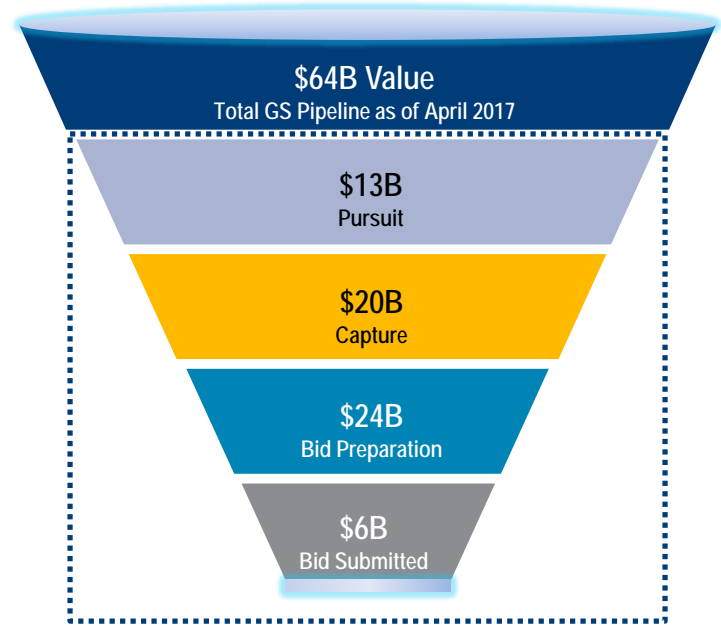 $64B Value
Total GS Pipeline as of April 2017
$13B
Pursuit
$20B
Capture
$24B
Bid Preparation
$6B
Bid Submitted